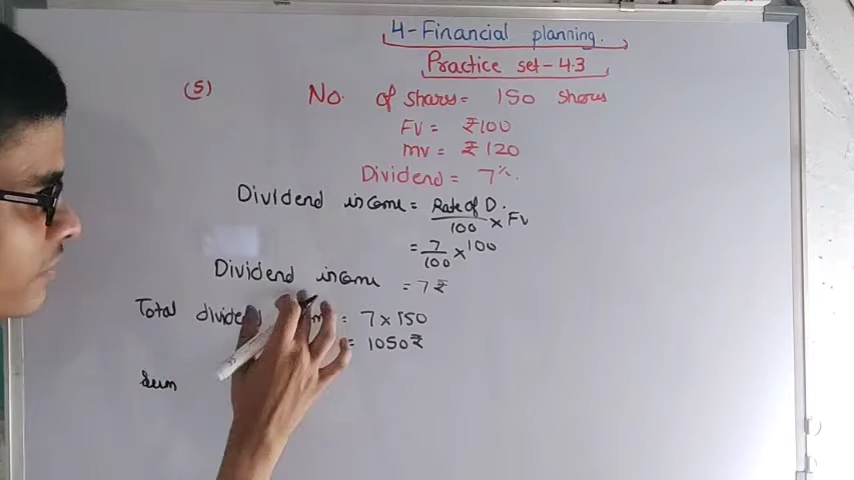 4-Financial planning.
Practice set-4.3
(5) No. of shares = 150 shares
FV = ₹100
MV = ₹120
Dividend = 7%.
Dividend income = Rate of D. / 100 × FV
= 7/100 × 100
Dividend income = 7₹
Total = 7×150
= 1050₹
Sum